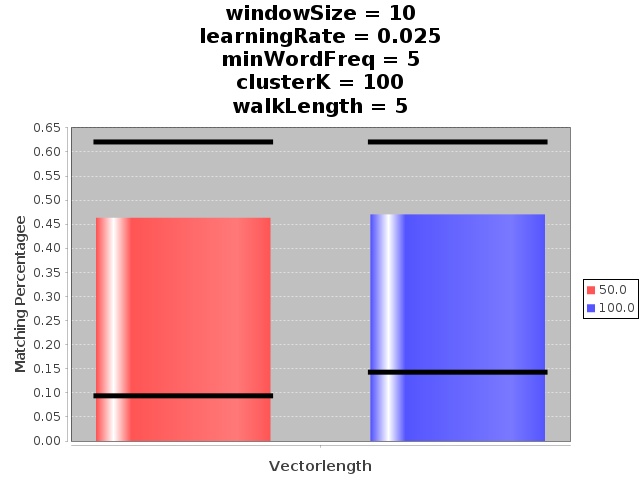 windowSize = 10
learningRate = 0.025
minWordFreq = 5
clusterK = 100
walkLength = 5
0.65
0.60
0.55
0.50
0.45
0.40
0.35
0.30
0.25
0.20
0.15
0.10
0.05
0.00
Matching Percentagee
50.0
100.0
Vectorlength